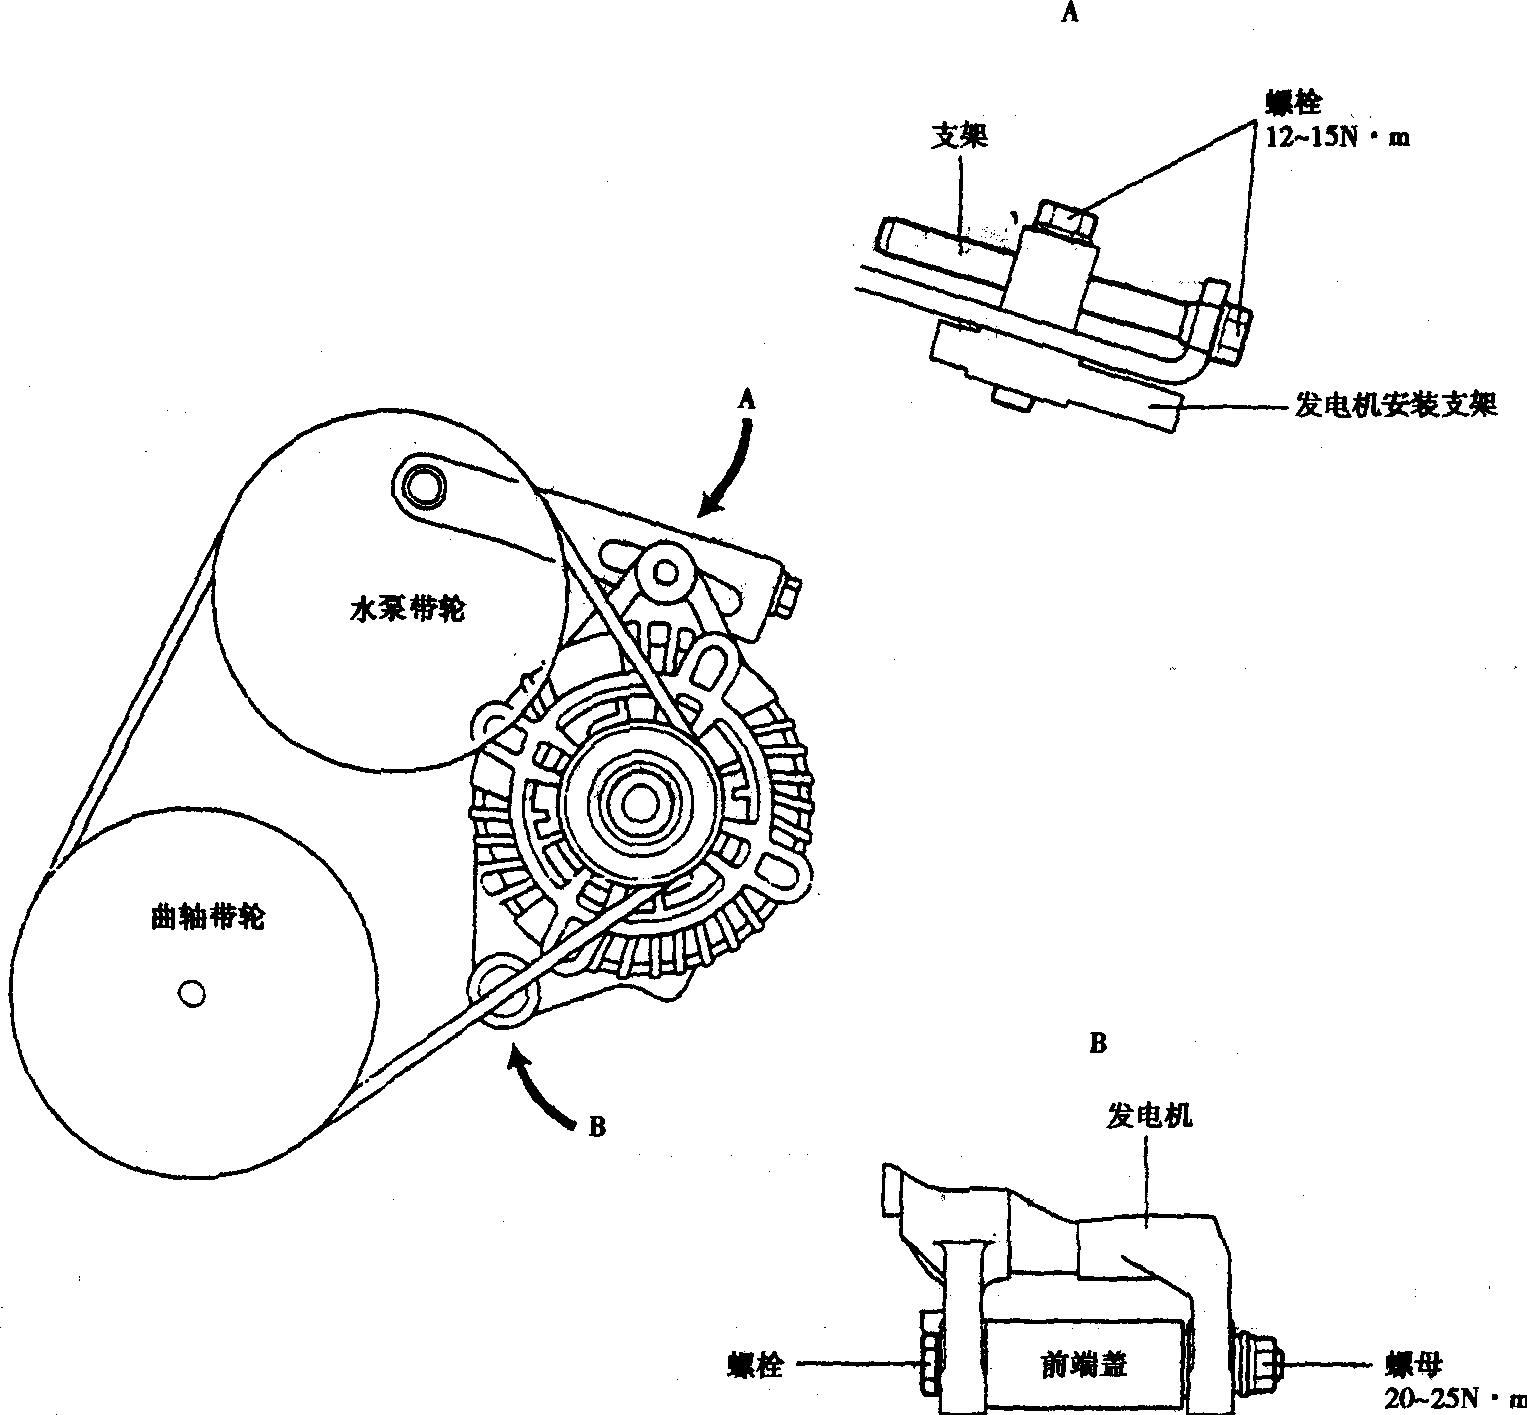 A
螺栓
12~15N·m
支架
发电机安装支架
A
水泵带轮
曲轴带轮
B
B
发电机
螺栓
前端盖
螺母
20~25N·m